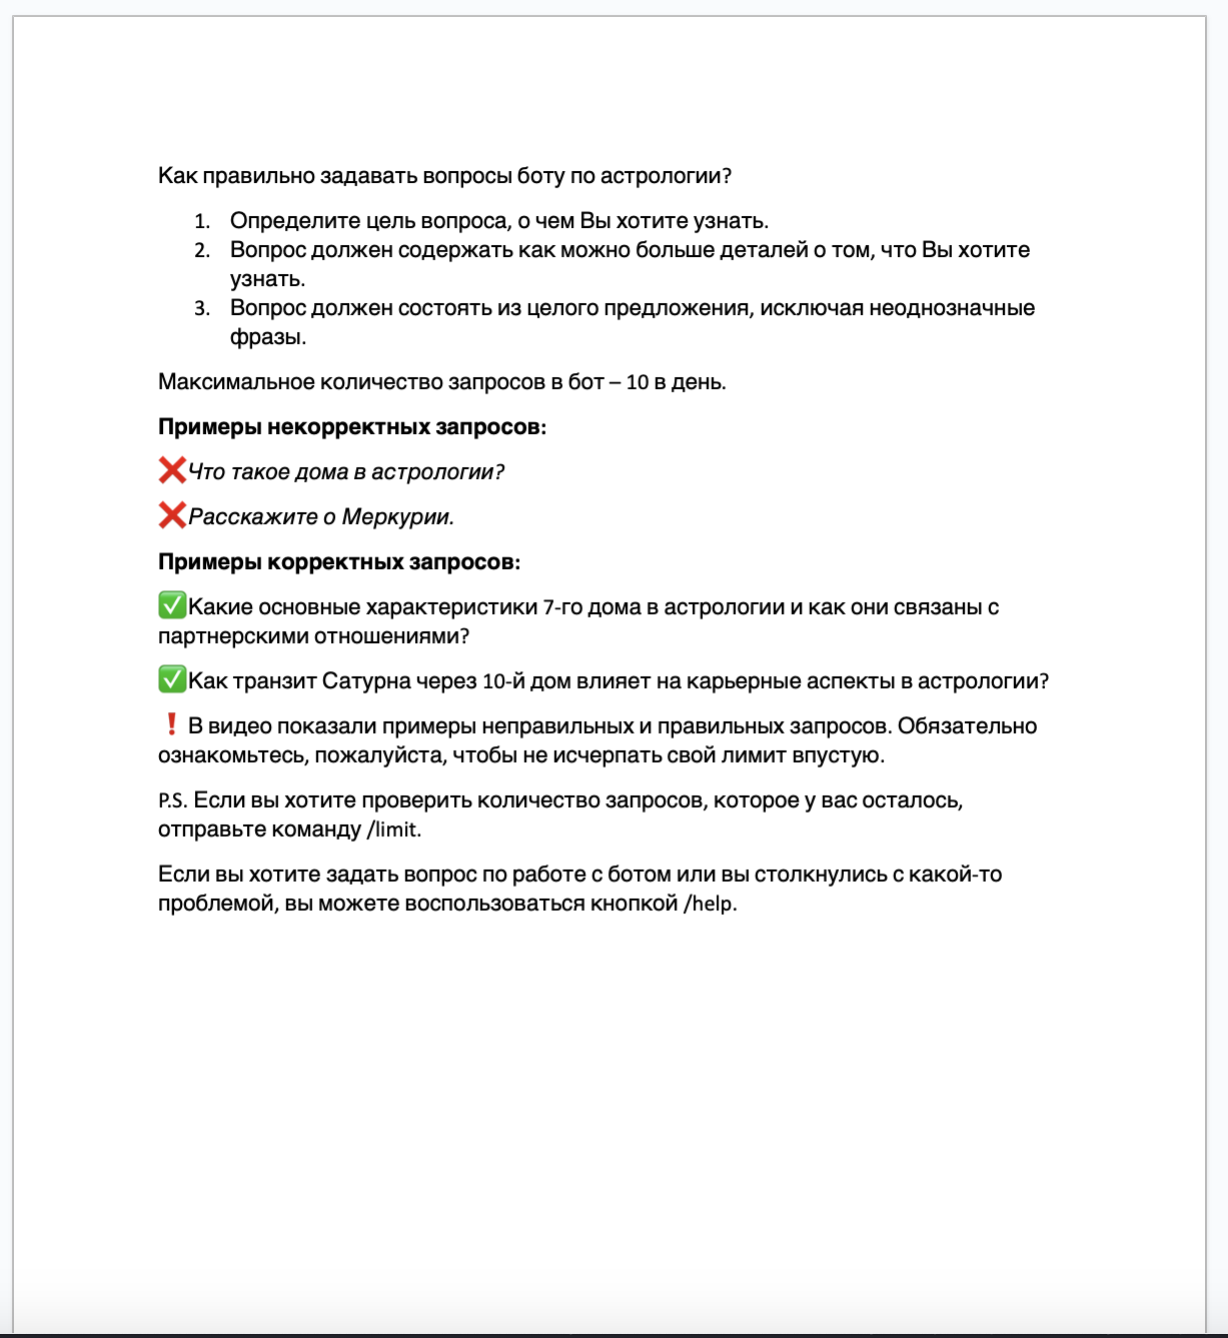 Как правильно задавать вопросы боту по астрологии?
1. Определите цель вопроса, о чем Вы хотите узнать.
2. Вопрос должен содержать как можно больше деталей о том, что Вы хотите
узнать.
3. Вопрос должен состоять из целого предложения, исключая неоднозначные
фразы.
Максимальное количество запросов в бот – 10 в день.
Примеры некорректных запросов:
❌Что такое дома в астрологии?
❌Расскажите о Меркурии.
Примеры корректных запросов:
✅Какие основные характеристики 7-го дома в астрологии и как они связаны с
партнерскими отношениями?
✅Как транзит Сатурна через 10-й дом влияет на карьерные аспекты в астрологии?
❗ В видео показали примеры неправильных и правильных запросов. Обязательно
ознакомьтесь, пожалуйста, чтобы не исчерпать свой лимит впустую.
P.S. Если вы хотите проверить количество запросов, которое у вас осталось,
отправьте команду /limit.
Если вы хотите задать вопрос по работе с ботом или вы столкнулись с какой-то
проблемой, вы можете воспользоваться кнопкой /help.